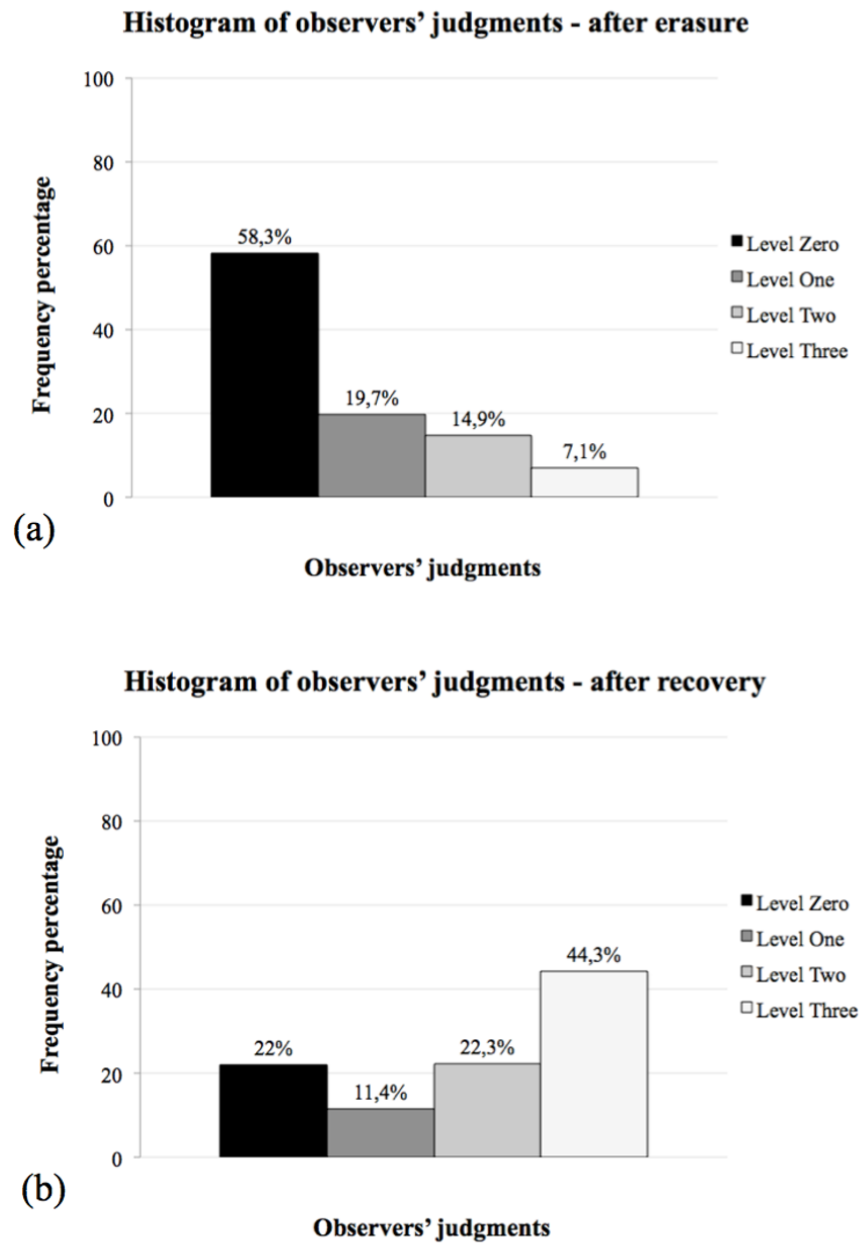 Histogram of observers’ judgments - after erasure
100
80
60
40
20
0
Frequency percentage
58,3%
19,7%
14,9%
7,1%
Level Zero
Level One
Level Two
Level Three
(a)
Observers’ judgments
Histogram of observers’ judgments - after recovery
100
80
60
40
20
0
Frequency percentage
22%
11,4%
22,3%
44,3%
Level Zero
Level One
Level Two
Level Three
(b)
Observers’ judgments